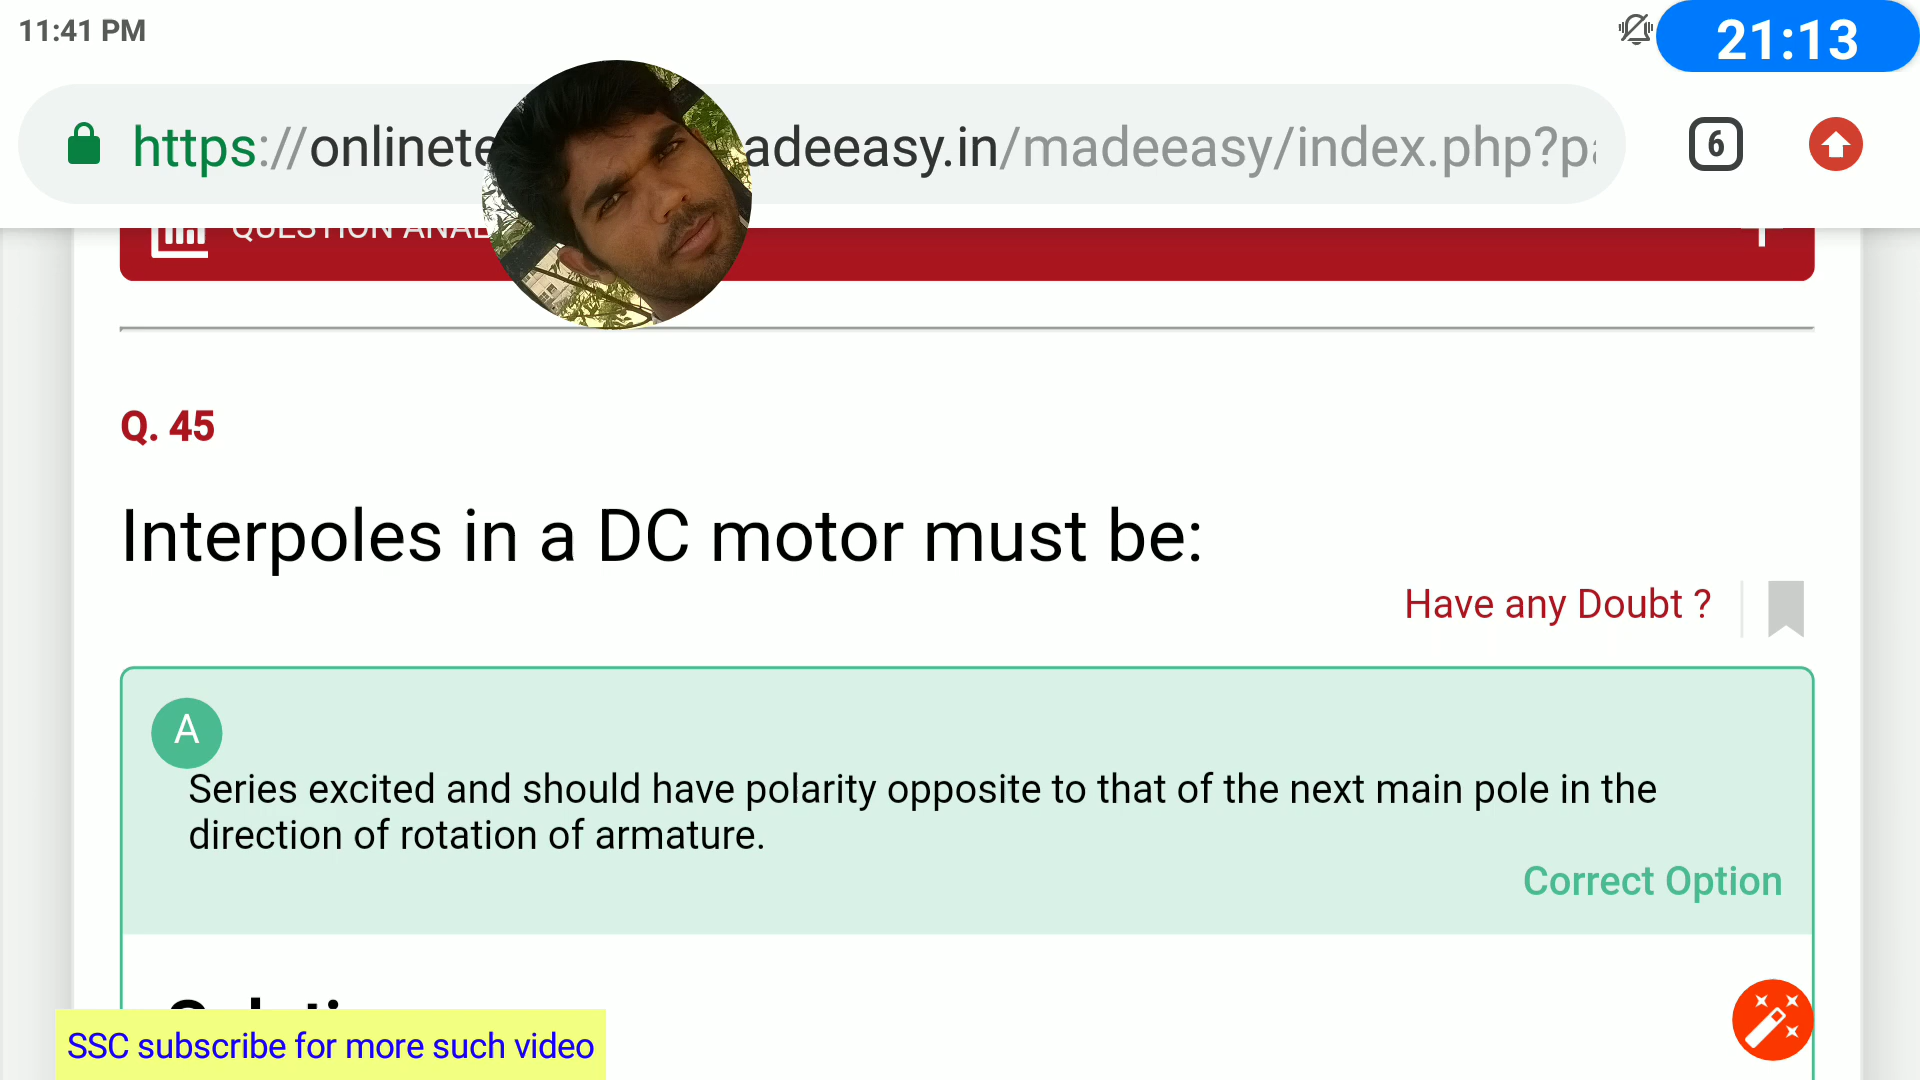 11:41 PM
21:13
https://onlinete adeeasy.in/madeeasy/index.php?pa
6
QUESTION ANAL
Q. 45
Interpoles in a DC motor must be:
Have any Doubt ?
A
Series excited and should have polarity opposite to that of the next main pole in the
direction of rotation of armature.
Correct Option
SSC subscribe for more such video